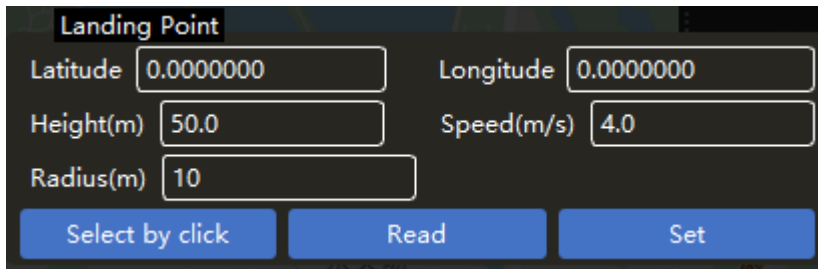 Landing Point
Latitude 0.0000000 Longitude 0.0000000
Height(m) 50.0 Speed(m/s) 4.0
Radius(m) 10
Select by click Read Set